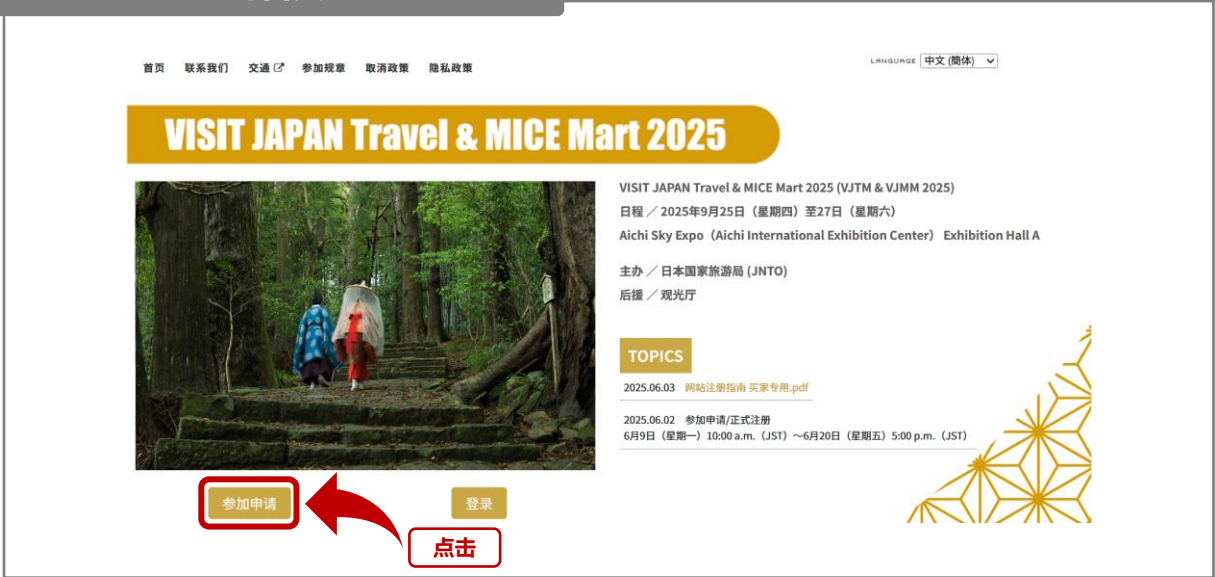 首页 联系我们 交通 参加规章 取消政策 隐私政策
LANGUAGE 中文 (簡体)
VISIT JAPAN Travel & MICE Mart 2025
VISIT JAPAN Travel & MICE Mart 2025 (VJTM & VJMM 2025)
日程／2025年9月25日（星期四）至27日（星期六）
Aichi Sky Expo（Aichi International Exhibition Center） Exhibition Hall A
主办／日本国家旅游局 (JNTO)
后援／观光厅
TOPICS
2025.06.03 网站注册指南 买家专用.pdf
2025.06.02 参加申请/正式注册
6月9日（星期一）10:00 a.m.（JST）～6月20日（星期五）5:00 p.m.（JST）
参加申请
登录
点击